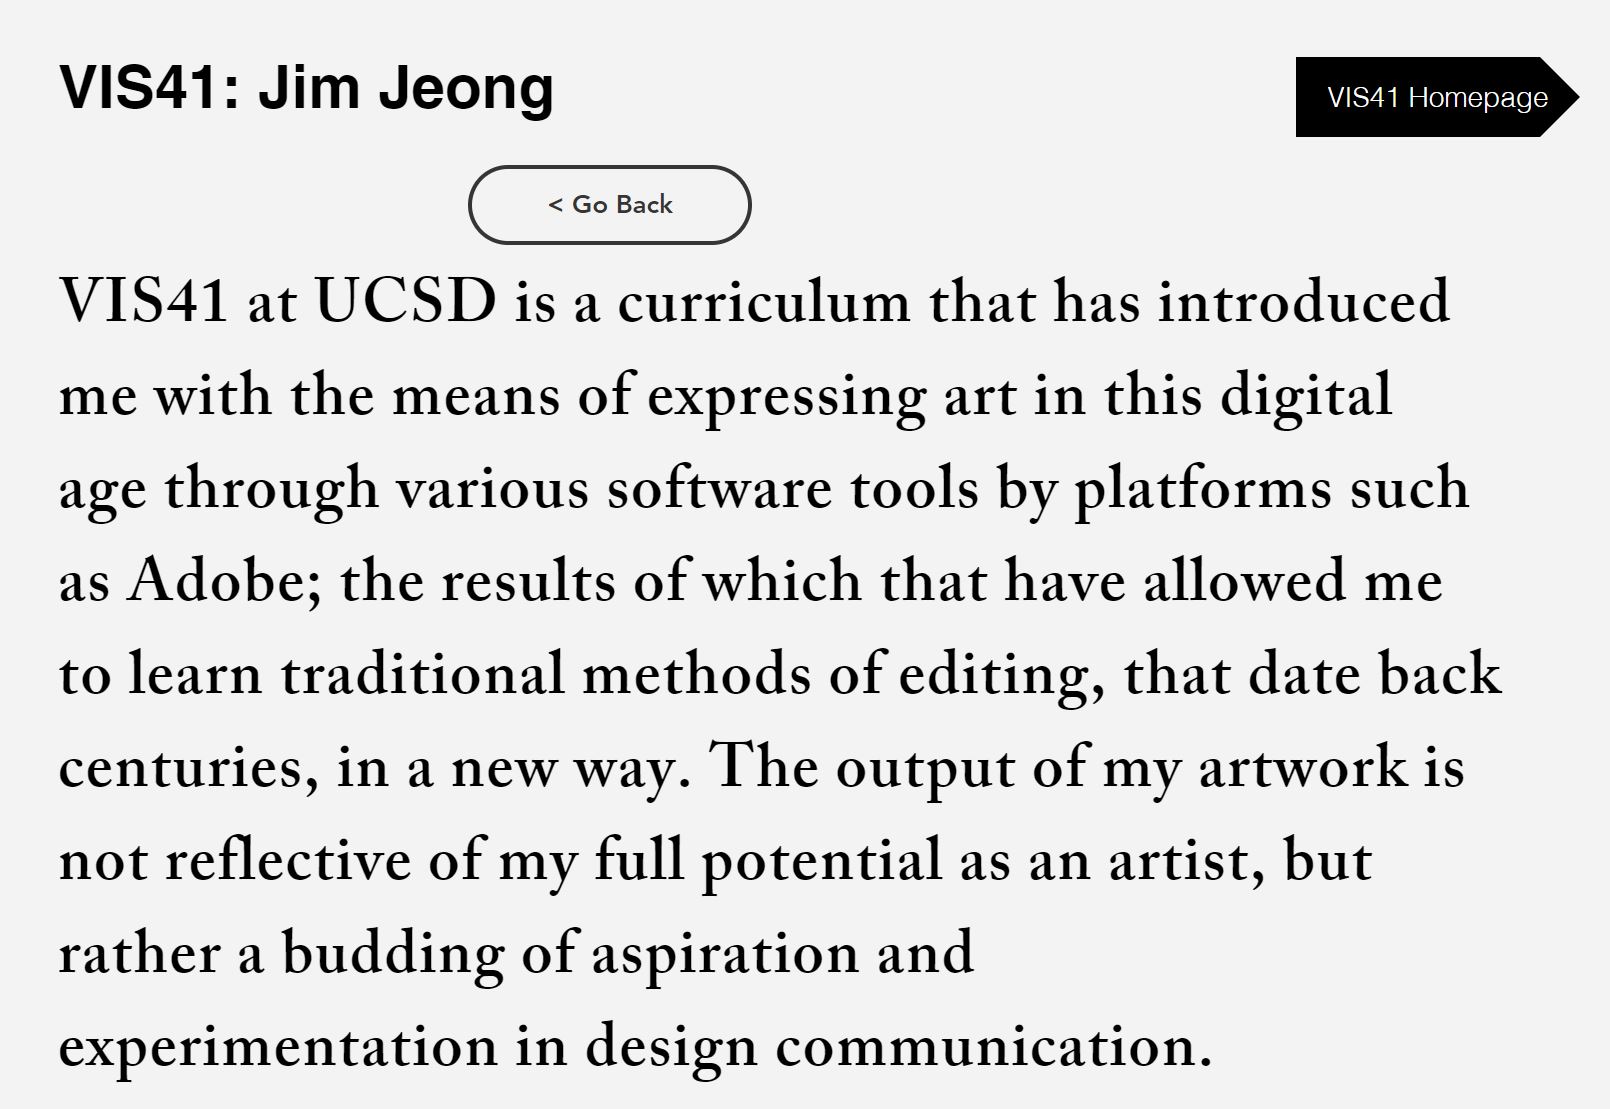 VIS41: Jim Jeong
VIS41 Homepage
< Go Back
VIS41 at UCSD is a curriculum that has introduced
me with the means of expressing art in this digital
age through various software tools by platforms such
as Adobe; the results of which that have allowed me
to learn traditional methods of editing, that date back
centuries, in a new way. The output of my artwork is
not reflective of my full potential as an artist, but
rather a budding of aspiration and
experimentation in design communication.